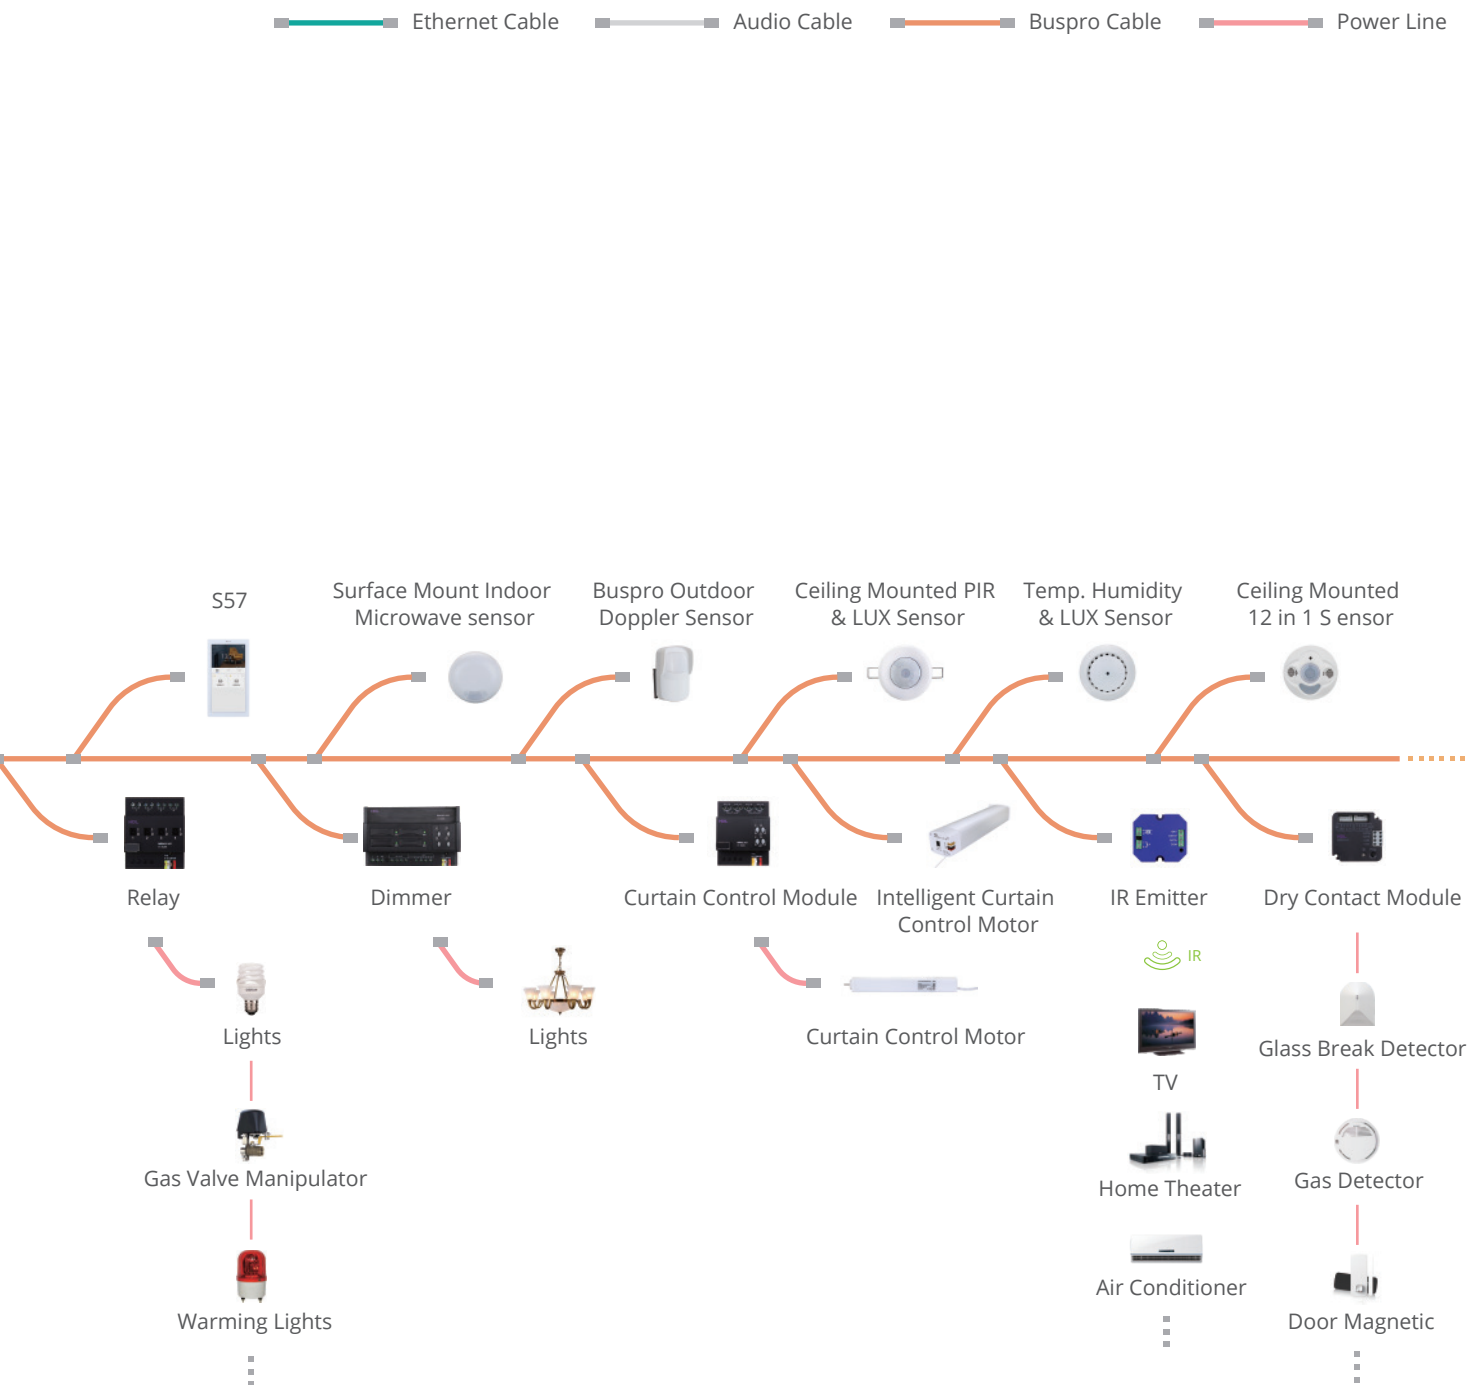 Ethernet Cable
Audio Cable
Buspro Cable
Power Line
S57
Surface Mount Indoor
Microwave sensor
Buspro Outdoor
Doppler Sensor
Ceiling Mounted PIR
& LUX Sensor
Temp. Humidity
& LUX Sensor
Ceiling Mounted
12 in 1 S ensor
Relay
Dimmer
Curtain Control Module
Intelligent Curtain
Control Motor
IR Emitter
Dry Contact Module
IR
Lights
Lights
Curtain Control Motor
TV
Glass Break Detector
Gas Valve Manipulator
Home Theater
Gas Detector
Air Conditioner
Warming Lights
Door Magnetic